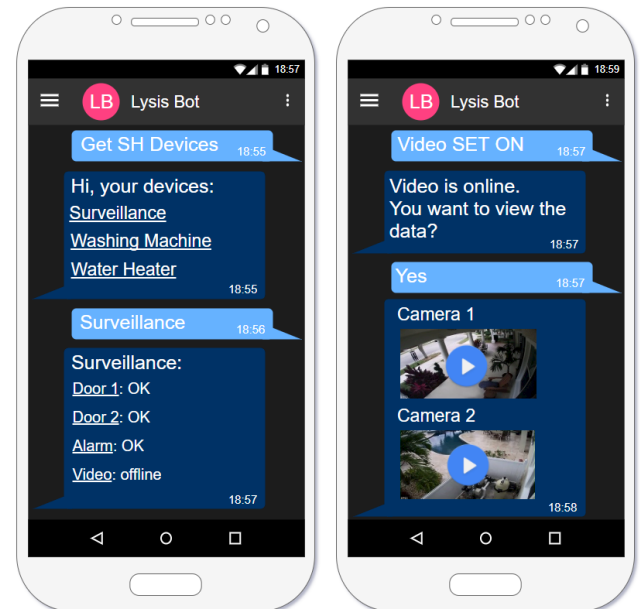 18:57
LB Lysis Bot
Get SH Devices 18:55
Hi, your devices:
Surveillance
Washing Machine
Water Heater
18:55
Surveillance 18:56
Surveillance:
Door 1: OK
Door 2: OK
Alarm: OK
Video: offline
18:57
18:59
LB Lysis Bot
Video SET ON 18:57
Video is online.
You want to view the
data?
18:57
Yes 18:57
Camera 1
Camera 2
18:58